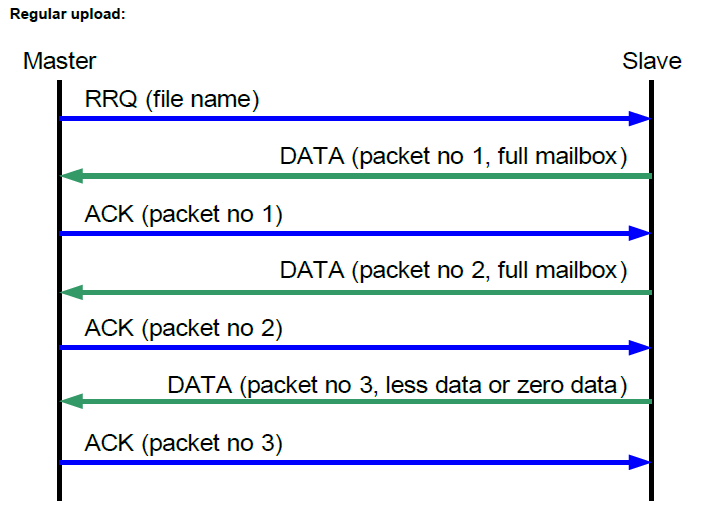 Regular upload:
Master Slave
RRQ (file name)
DATA (packet no 1, full mailbox)
ACK (packet no 1)
DATA (packet no 2, full mailbox)
ACK (packet no 2)
DATA (packet no 3, less data or zero data)
ACK (packet no 3)